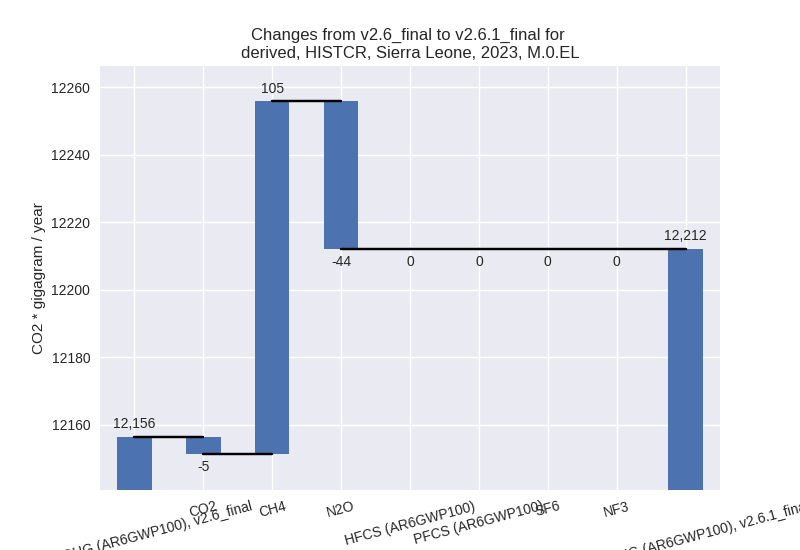 Changes from v2.6_final to v2.6.1_final for
derived, HISTCR, Sierra Leone, 2023, M.0.EL
CO2 * gigagram / year
12260
12240
12220
12200
12180
12160
12,156
-5
105
-44
0
0
0
0
12,212
(AR6GWP100), v2.6_final
CO2
CH4
N2O
HFCS (AR6GWP100)
PFCS (AR6GWP100)
SF6
NF3
(AR6GWP100), v2.6.1